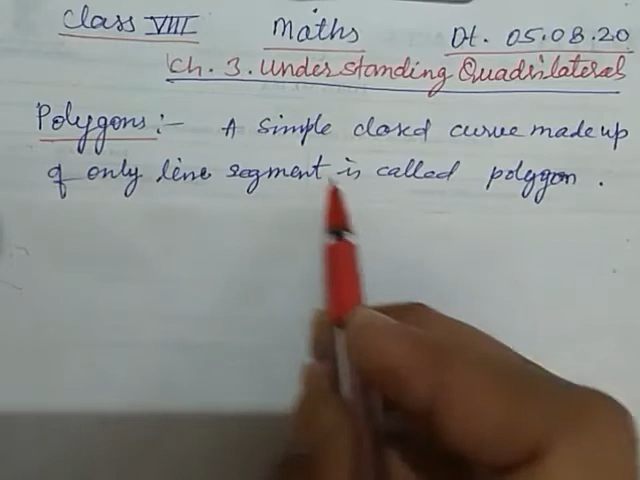 Class VIII Maths Dt. 05.08.20
Ch. 3. Understanding Quadrilateral
Polygons :- A simple closed curve made up
of only line segment is called polygon .